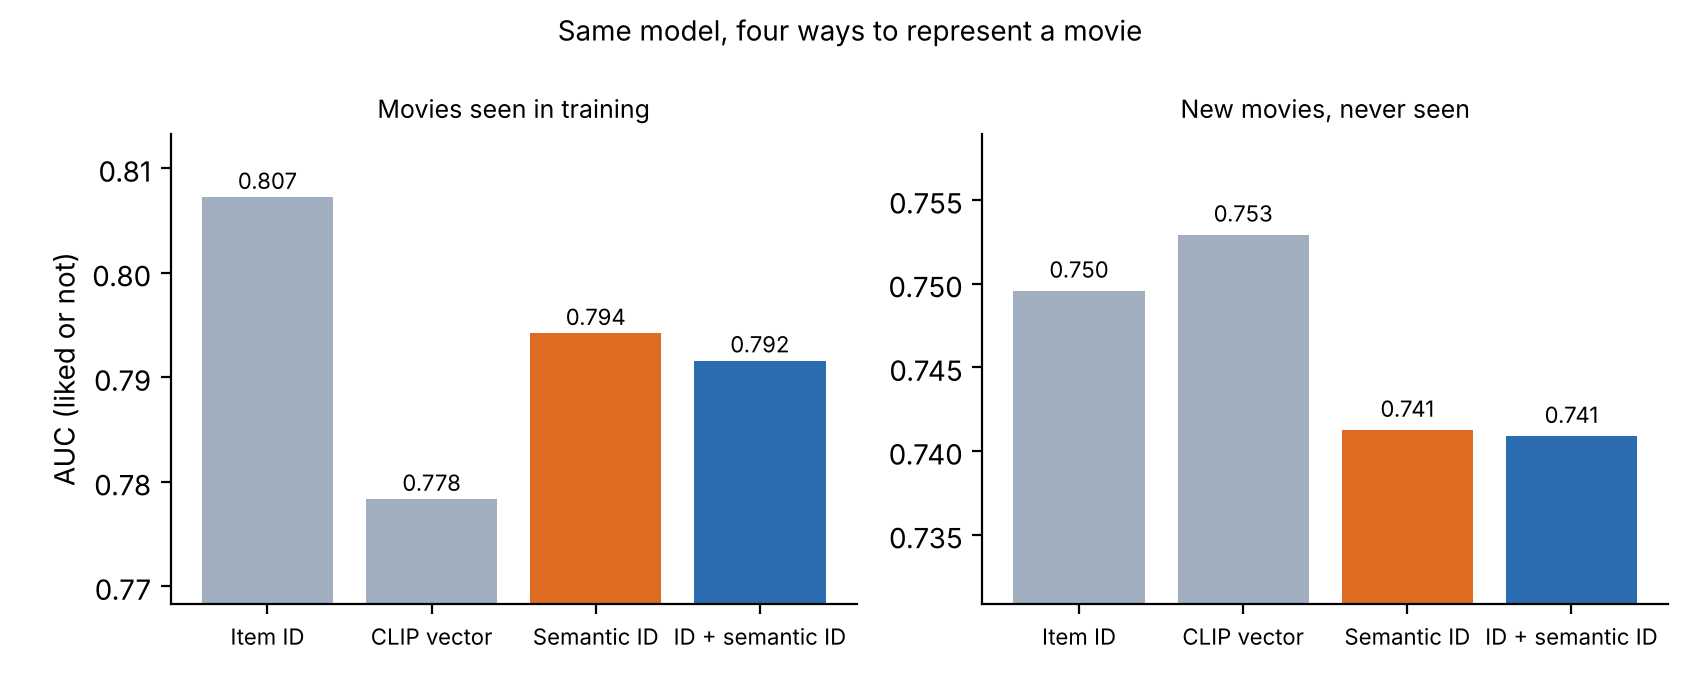 Same model, four ways to represent a movie
Movies seen in training
AUC (liked or not)
0.81
0.80
0.79
0.78
0.77
0.807
0.778
0.794
0.792
Item ID
CLIP vector
Semantic ID
ID + semantic ID
New movies, never seen
0.755
0.750
0.745
0.740
0.735
0.750
0.753
0.741
0.741
Item ID
CLIP vector
Semantic ID
ID + semantic ID